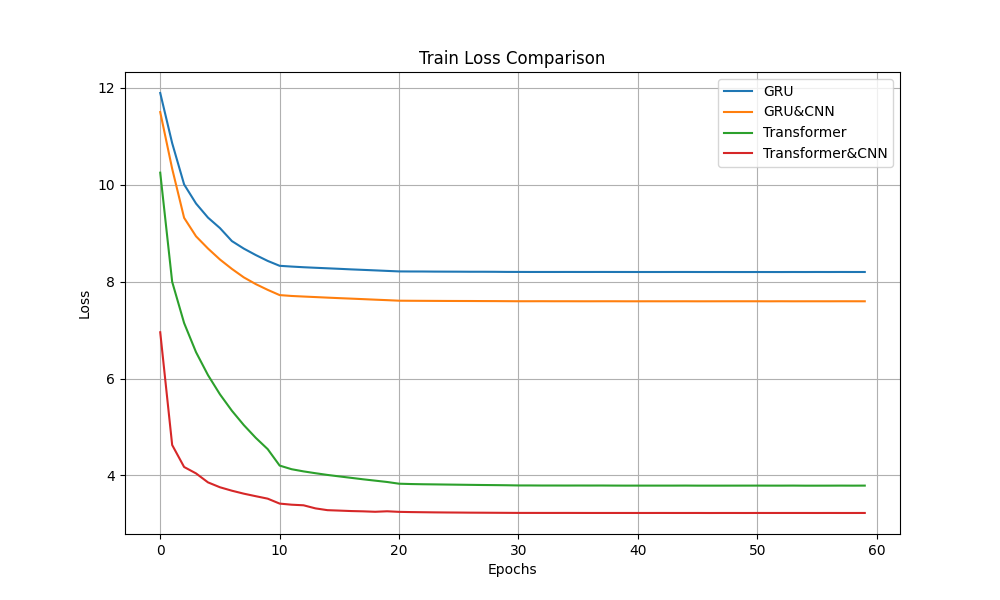 Train Loss Comparison
GRU
GRU&CNN
Transformer
Transformer&CNN
12
10
8
6
4
Loss
0 10 20 30 40 50 60
Epochs